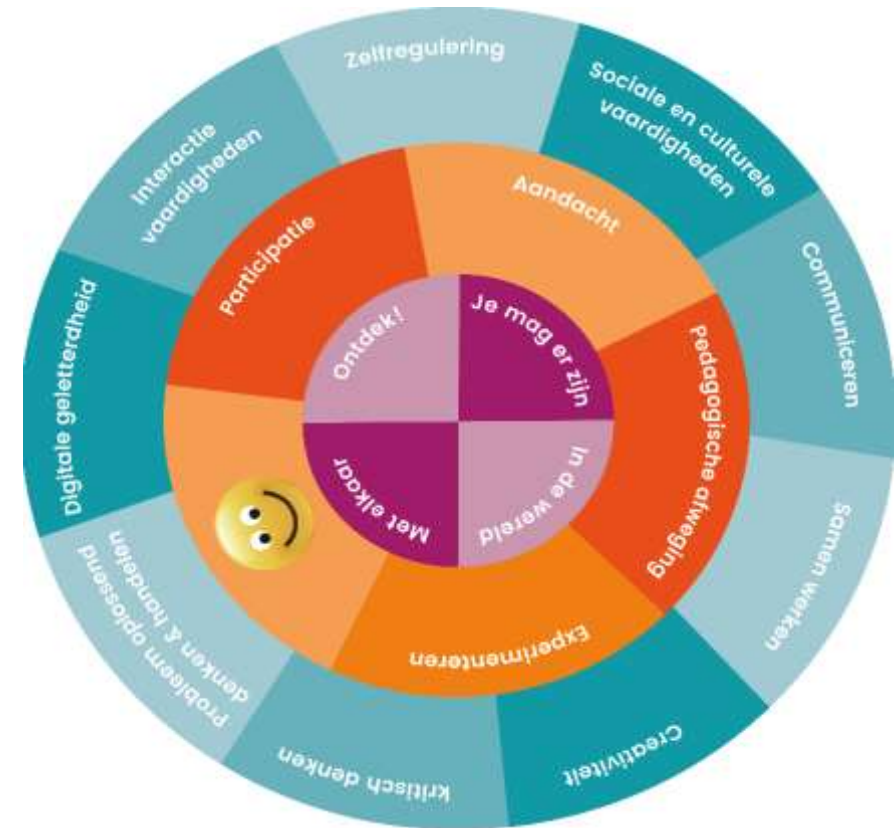 Zelfregulering
Sociale en culturele
vaardigheden
Communiceren
Samen werken
Creativiteit
kritisch denken
Probleem oplossend
denken & handelen
Digitale geletterdheid
Interactie
vaardigheden
Participatie
Aandacht
Pedagogische afweging
Experimenteren
Ontdek!
Je mag er zijn
In de wereld
Met elkaar